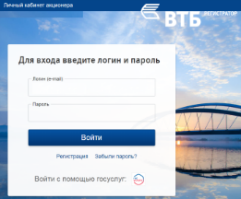 Личный кабинет акционера
ВТБ РЕГИСТРАТОР
Для входа введите логин и пароль
Логин (e-mail)
Пароль
Войти
Регистрация Забыли пароль?
Войти с помощью госуслуг: